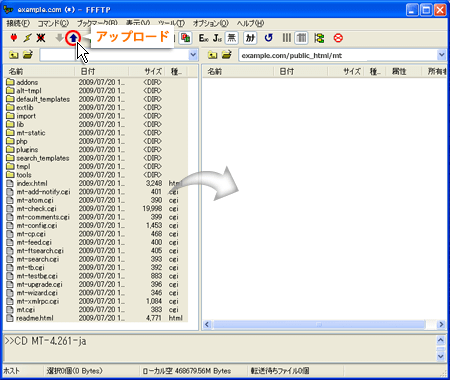 example.com (*) - FFFTP
接続(F) コマンド(C) ブックマーク(B) 表示(V) ツール(T) オプション(O) ヘルプ(H)
アップロード
EUC JIS 無 カナ
example.com/public_html/mt
名前 日付 サイズ 種..
名前 日付 サイズ 種.. 属性 所有者
addons 2009/07/20 1... <DIR>
alt-tmpl 2009/07/20 1... <DIR>
default_templates 2009/07/20 1... <DIR>
extlib 2009/07/20 1... <DIR>
import 2009/07/20 1... <DIR>
lib 2009/07/20 1... <DIR>
mt-static 2009/07/20 1... <DIR>
php 2009/07/20 1... <DIR>
plugins 2009/07/20 1... <DIR>
search_templates 2009/07/20 1... <DIR>
tmpl 2009/07/20 1... <DIR>
tools 2009/07/20 1... <DIR>
index.html 2009/07/20 1... 3,248 html
mt-add-notify.cgi 2009/07/20 1... 401 cgi
mt-atom.cgi 2009/07/20 1... 390 cgi
mt-check.cgi 2009/07/20 1... 19,998 cgi
mt-comments.cgi 2009/07/20 1... 399 cgi
mt-config.cgi 2009/07/20 1... 1,453 cgi
mt-cp.cgi 2009/07/20 1... 468 cgi
mt-feed.cgi 2009/07/20 1... 400 cgi
mt-ftsearch.cgi 2009/07/20 1... 405 cgi
mt-search.cgi 2009/07/20 1... 393 cgi
mt-tb.cgi 2009/07/20 1... 392 cgi
mt-testbg.cgi 2009/07/20 1... 883 cgi
mt-upgrade.cgi 2009/07/20 1... 396 cgi
mt-wizard.cgi 2009/07/20 1... 346 cgi
mt-xmlrpc.cgi 2009/07/20 1... 1,084 cgi
mt.cgi 2009/07/20 1... 383 cgi
readme.html 2009/07/20 1... 4,771 html
>>CD MT-4.261-ja
ホスト 選択0個(0 Bytes) ローカル空 468679.56M Bytes 転送待ちファイル0個